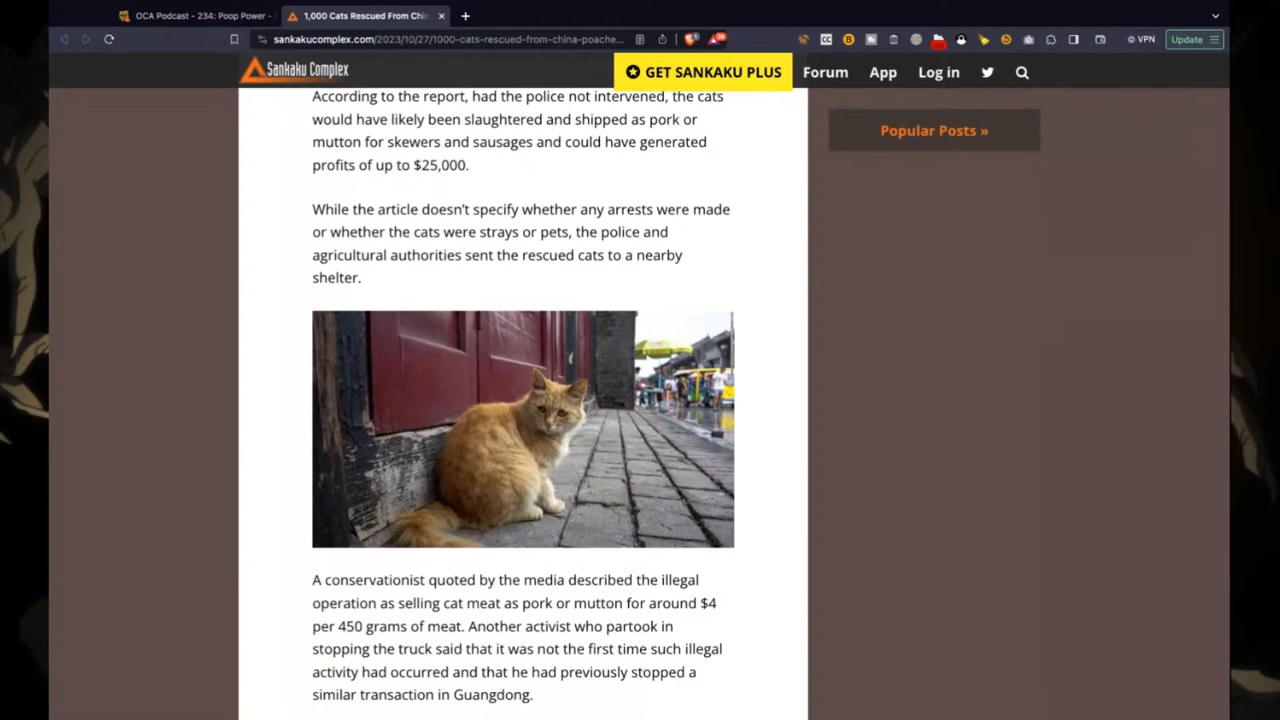 OCA Podcast - 234: Poop Power -
1,000 Cats Rescued From Chi
sankakucomplex.com/2023/10/27/1000-cats-rescued-from-china-poache...
VPN
Update
Sankaku Complex
GET SANKAKU PLUS
Forum
App
Log in
According to the report, had the police not intervened, the cats
would have likely been slaughtered and shipped as pork or
mutton for skewers and sausages and could have generated
profits of up to $25,000.
Popular Posts »
While the article doesn’t specify whether any arrests were made
or whether the cats were strays or pets, the police and
agricultural authorities sent the rescued cats to a nearby
shelter.
A conservationist quoted by the media described the illegal
operation as selling cat meat as pork or mutton for around $4
per 450 grams of meat. Another activist who partook in
stopping the truck said that it was not the first time such illegal
activity had occurred and that he had previously stopped a
similar transaction in Guangdong.